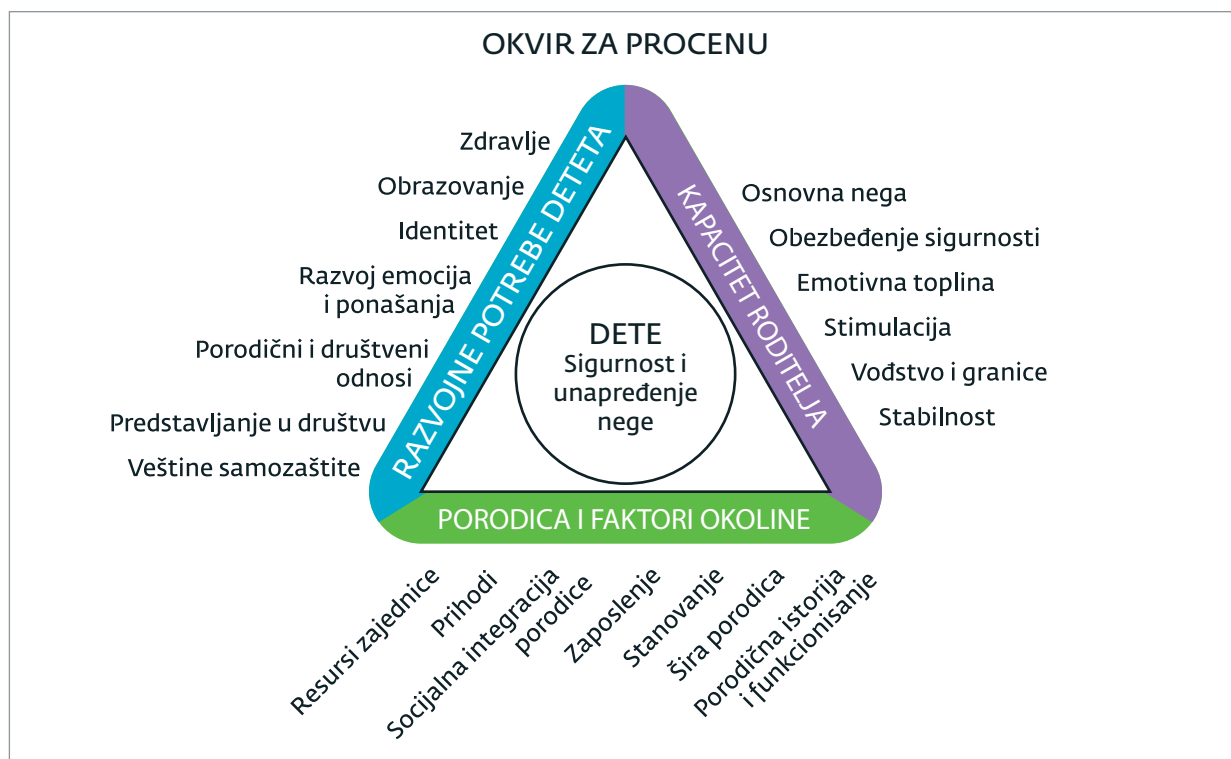 OKVIR ZA PROCENU
RAZVOJNE POTREBE DETETA
Zdravlje
Obrazovanje
Identitet
Razvoj emocija
i ponašanja
Porodični i društveni
odnosi
Predstavljanje u društvu
Veštine samozaštite
KAPACITET RODITELJA
Osnovna nega
Obezbeđenje sigurnosti
Emotivna toplina
Stimulacija
Vođstvo i granice
Stabilnost
DETE
Sigurnost i
unapređenje
nege
PORODICA I FAKTORI OKOLINE
Resursi zajednice
Prihodi
Socijalna integracija
porodice
Zaposlenje
Stanovanje
Šira porodica
Porodična istorija
i funkcionisanje